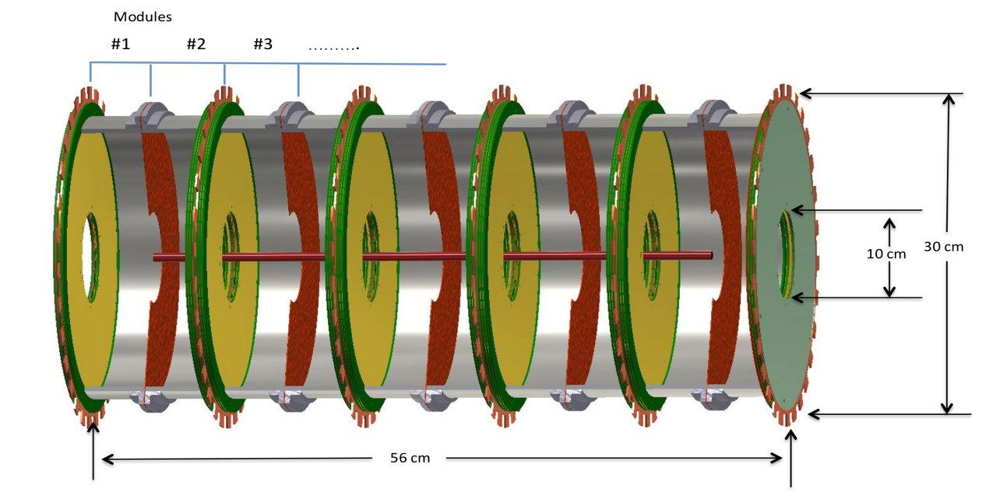 Modules
#1 #2 #3 ……….
10 cm
30 cm
56 cm